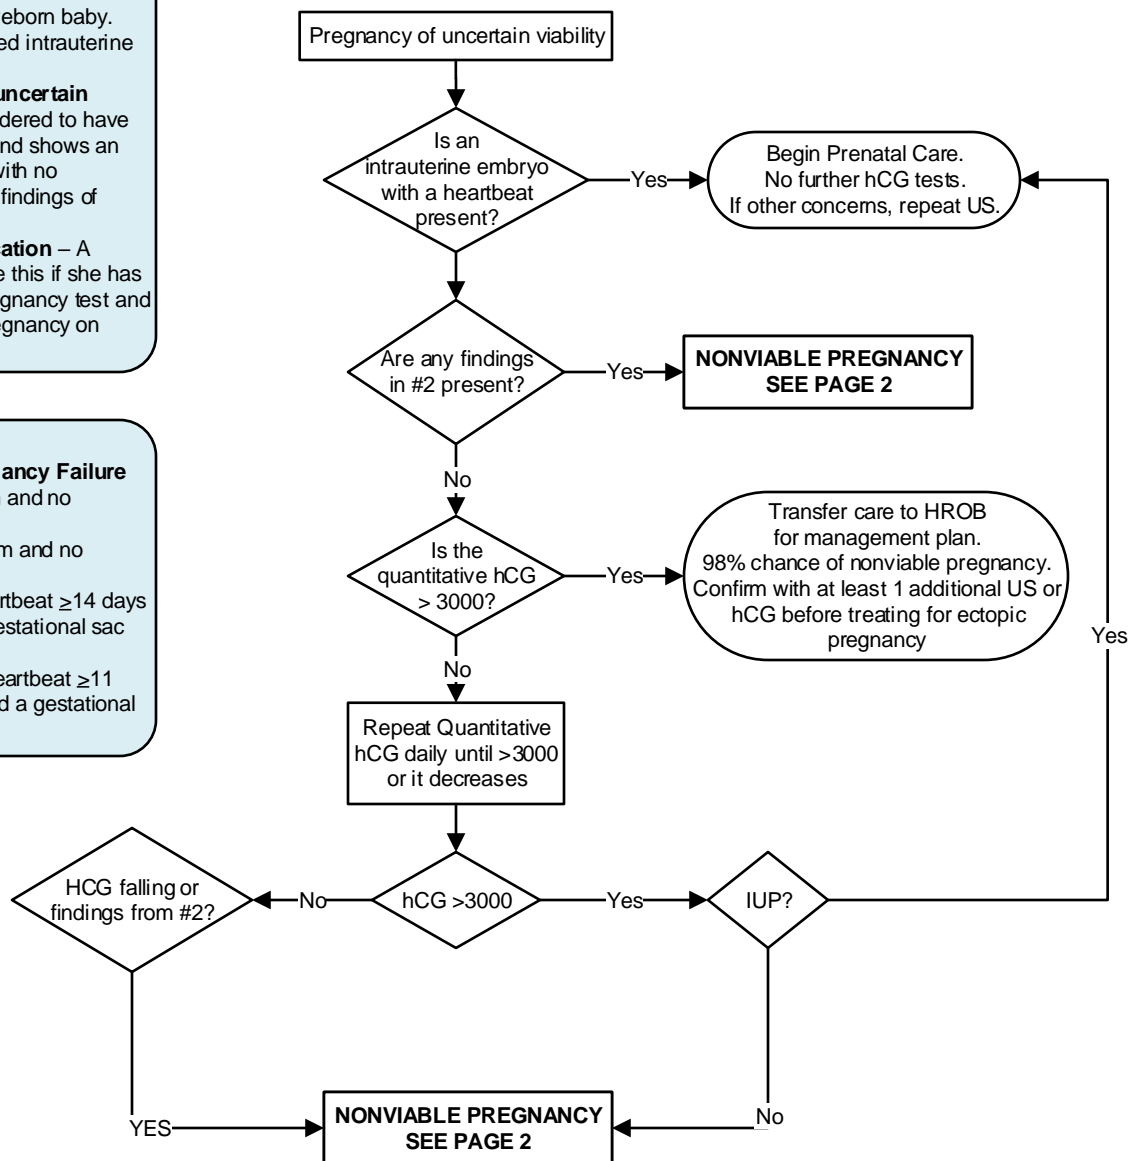 eborn baby.
ed intrauterine
uncertain
dered to have
nd shows an
with no
findings of
cation – A
e this if she has
gnancy test and
egnancy on
ancy Failure
and no
m and no
artbeat ≥14 days
estational sac
eartbeat ≥11
d a gestational
Pregnancy of uncertain viability
Is an
intrauterine embryo
with a heartbeat
present?
Yes
Begin Prenatal Care.
No further hCG tests.
If other concerns, repeat US.
Are any findings
in #2 present?
Yes
NONVIABLE PREGNANCY
SEE PAGE 2
No
Is the
quantitative hCG
> 3000?
Yes
Transfer care to HROB
for management plan.
98% chance of nonviable pregnancy.
Confirm with at least 1 additional US or
hCG before treating for ectopic
pregnancy
Yes
No
Repeat Quantitative
hCG daily until >3000
or it decreases
HCG falling or
findings from #2?
No
hCG >3000
Yes
IUP?
YES
NONVIABLE PREGNANCY
SEE PAGE 2
No